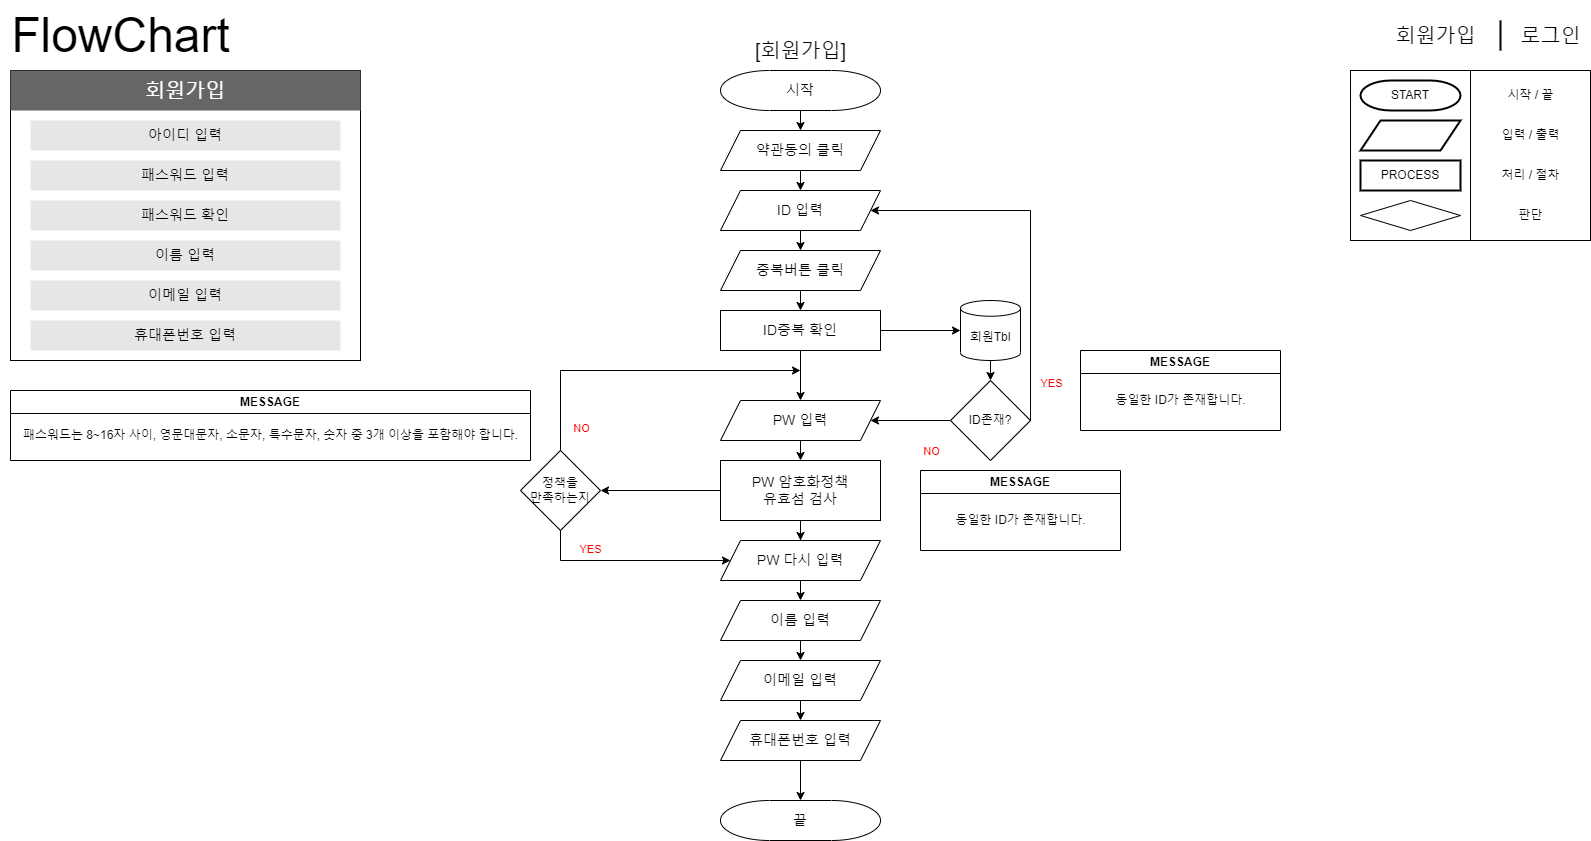 FlowChart
회원가입
로그인
[회원가입]
회원가입
아이디 입력
패스워드 입력
패스워드 확인
이름 입력
이메일 입력
휴대폰번호 입력
START
시작 / 끝
입력 / 출력
PROCESS
처리 / 절차
판단
시작
약관동의 클릭
ID 입력
중복버튼 클릭
ID중복 확인
회원Tbl
YES
MESSAGE
동일한 ID가 존재합니다.
MESSAGE
패스워드는 8~16자 사이, 영문대문자, 소문자, 특수문자, 숫자 중 3개 이상을 포함해야 합니다.
NO
PW 입력
ID존재?
NO
정책을
만족하는지
PW 암호화정책
유효섬 검사
MESSAGE
동일한 ID가 존재합니다.
YES
PW 다시 입력
이름 입력
이메일 입력
휴대폰번호 입력
끝